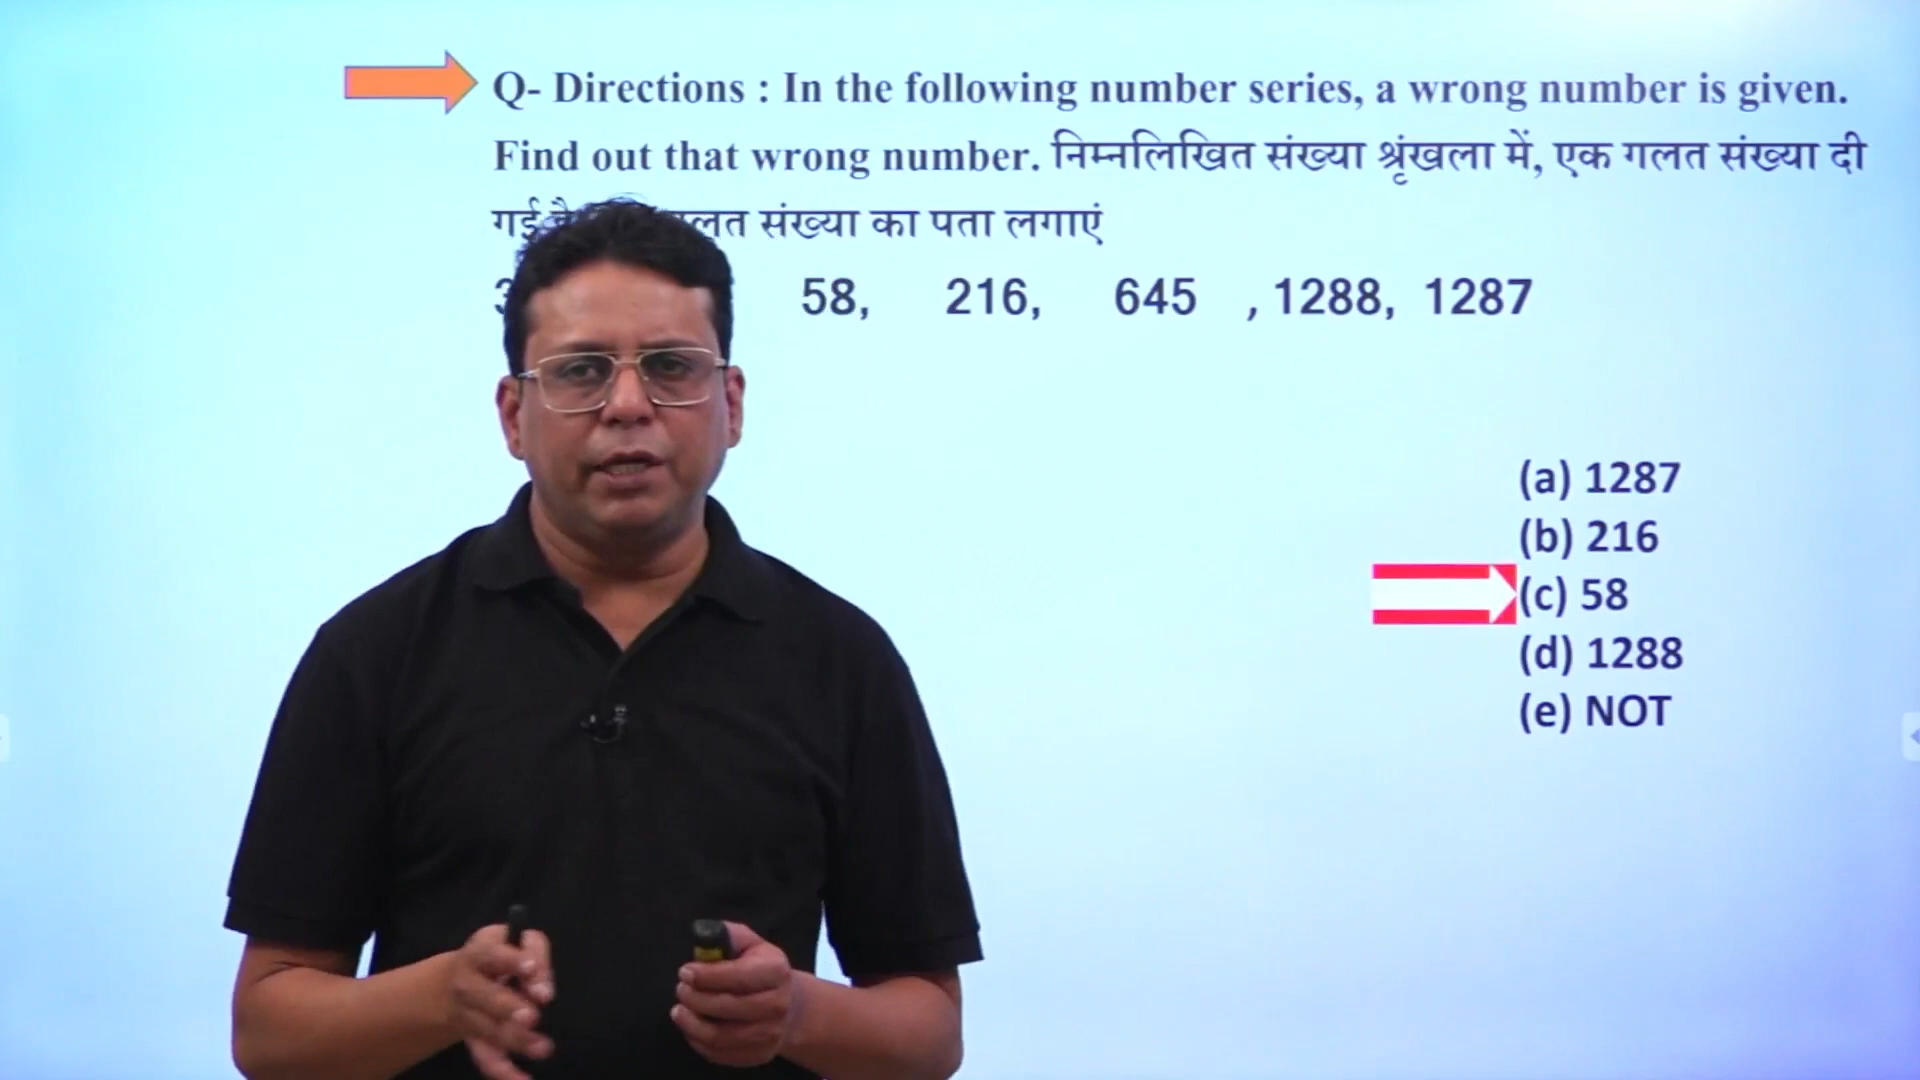 Q- Directions : In the following number series, a wrong number is given.
Find out that wrong number. निम्नलिखित संख्या श्रृंखला में, एक गलत संख्या दी
गई संख्या का पता लगाएं
58, 216, 645 , 1288, 1287
(a) 1287
(b) 216
(c) 58
(d) 1288
(e) NOT